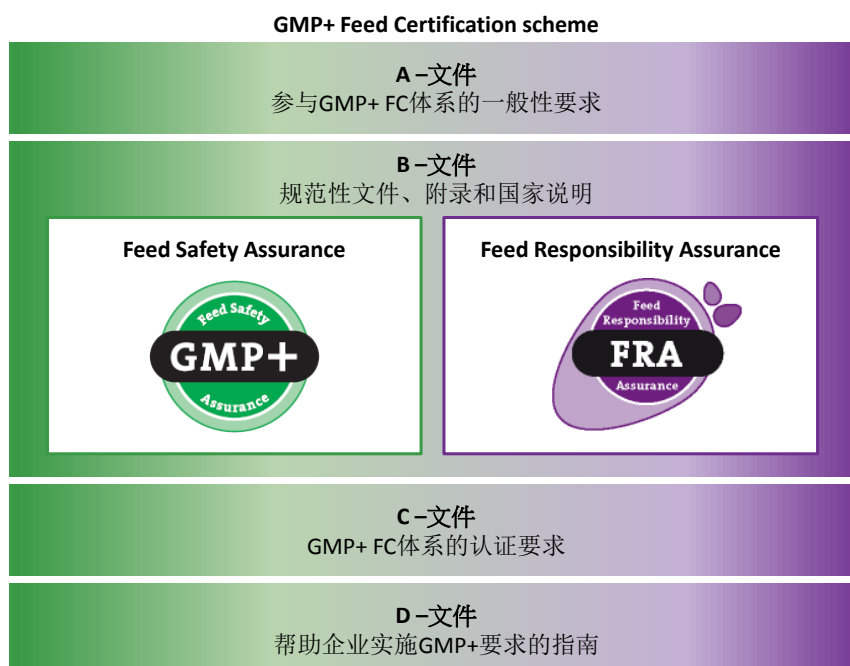 GMP+ Feed Certification scheme
A –文件
参与GMP+ FC体系的一般性要求
B –文件
规范性文件、附录和国家说明
Feed Safety Assurance
Feed Safety
GMP+
Assurance
Feed Responsibility Assurance
Feed
Responsibility
FRA
Assurance
C –文件
GMP+ FC体系的认证要求
D –文件
帮助企业实施GMP+要求的指南